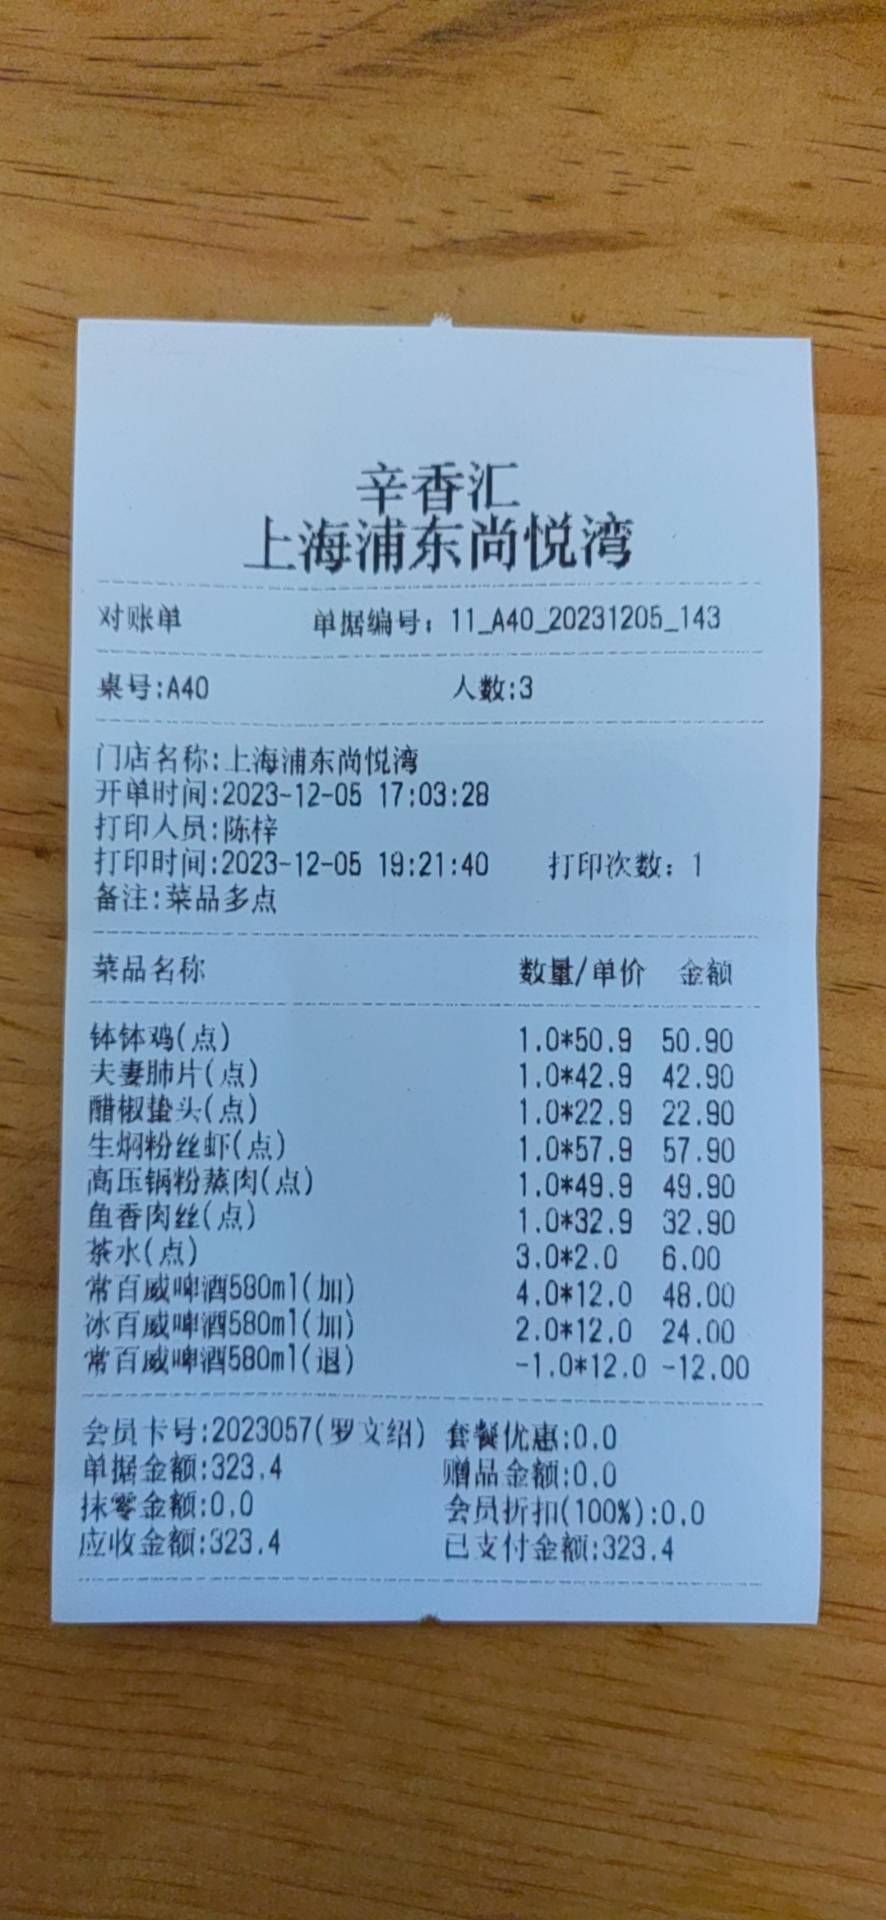 辛香汇
上海浦东尚悦湾
对账单 单据编号：11_A40_20231205_143
桌号:A40 人数:3
门店名称:上海浦东尚悦湾
开单时间:2023-12-05 17:03:28
打印人员:陈梓
打印时间:2023-12-05 19:21:40 打印次数：1
备注:菜品多点
菜品名称 数量/单价 金额
钵钵鸡(点) 1.0*50.9 50.90
夫妻肺片(点) 1.0*42.9 42.90
醋椒蛰头(点) 1.0*22.9 22.90
生焖粉丝虾(点) 1.0*57.9 57.90
高压锅粉蒸肉(点) 1.0*49.9 49.90
鱼香肉丝(点) 1.0*32.9 32.90
茶水(点) 3.0*2.0 6.00
常百威啤酒580ml(加) 4.0*12.0 48.00
冰百威啤酒580ml(加) 2.0*12.0 24.00
常百威啤酒580ml(退) -1.0*12.0 -12.00
会员卡号:2023057(罗文绍) 套餐优惠:0.0
单据金额:323.4 赠品金额:0.0
抹零金额:0.0 会员折扣(100%):0.0
应收金额:323.4 已支付金额:323.4